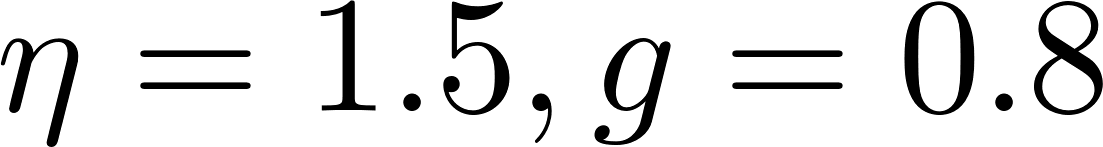 η = 1.5, g = 0.8